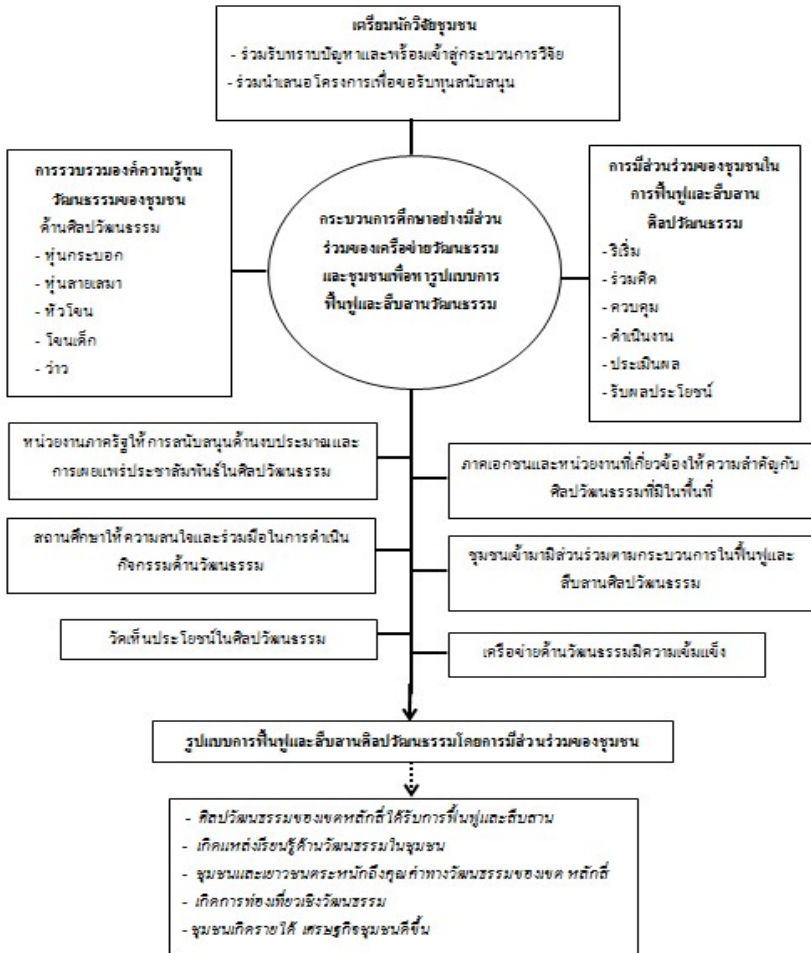 เตรียมนักวิจัยชุมชน
- ร่วมรับทราบปัญหาและพร้อมเข้าสู่กระบวนการวิจัย
- ร่วมนำเสนอโครงการเพื่อขอรับทุนสนับสนุน
การรวบรวมองค์ความรู้ทุน
วัฒนธรรมของชุมชน
ด้านศิลปวัฒนธรรม
- หุ่นกระบอก
- หุ่นสายเสมา
- หัวโขน
- โขนเด็ก
- ว่าว
กระบวนการศึกษาอย่างมีส่วน
ร่วมของเครือข่ายวัฒนธรรม
และชุมชนเพื่อหารูปแบบการ
ฟื้นฟูและสืบสานวัฒนธรรม
การมีส่วนร่วมของชุมชนใน
การฟื้นฟูและสืบสาน
ศิลปวัฒนธรรม
- ริเริ่ม
- ร่วมคิด
- ควบคุม
- ดำเนินงาน
- ประเมินผล
- รับผลประโยชน์
หน่วยงานภาครัฐให้การสนับสนุนด้านงบประมาณและ
การเผยแพร่ประชาสัมพันธ์ในศิลปวัฒนธรรม
ภาคเอกชนและหน่วยงานที่เกี่ยวข้องให้ความสำคัญกับ
ศิลปวัฒนธรรมที่มีในพื้นที่
สถานศึกษาให้ความสนใจและร่วมมือในการดำเนิน
กิจกรรมด้านวัฒนธรรม
ชุมชนเข้ามามีส่วนร่วมตามกระบวนการในฟื้นฟูและ
สืบสานศิลปวัฒนธรรม
วัดเห็นประโยชน์ในศิลปวัฒนธรรม
เครือข่ายด้านวัฒนธรรมมีความเข้มแข็ง
รูปแบบการฟื้นฟูและสืบสานศิลปวัฒนธรรมโดยการมีส่วนร่วมของชุมชน
- ศิลปวัฒนธรรมของเขตหลักสี่ได้รับการฟื้นฟูและสืบสาน
- เกิดแหล่งเรียนรู้ด้านวัฒนธรรมในชุมชน
- ชุมชนและเยาวชนตระหนักถึงคุณค่าทางวัฒนธรรมของเขต หลักสี่
- เกิดการท่องเที่ยวเชิงวัฒนธรรม
- ชุมชนเกิดรายได้ เศรษฐกิจชุมชนดีขึ้น